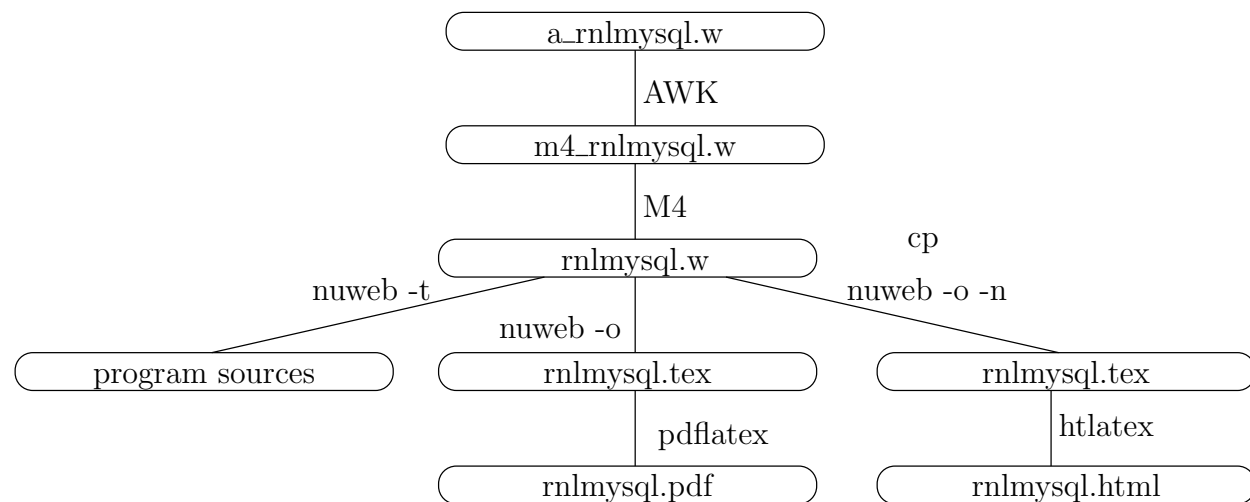 a_rnlmysql.w
AWK
m4_rnlmysql.w
M4
cp
rnlmysql.w
nuweb -t
nuweb -o -n
nuweb -o
program sources
rnlmysql.tex
rnlmysql.tex
pdflatex
htlatex
rnlmysql.pdf
rnlmysql.html